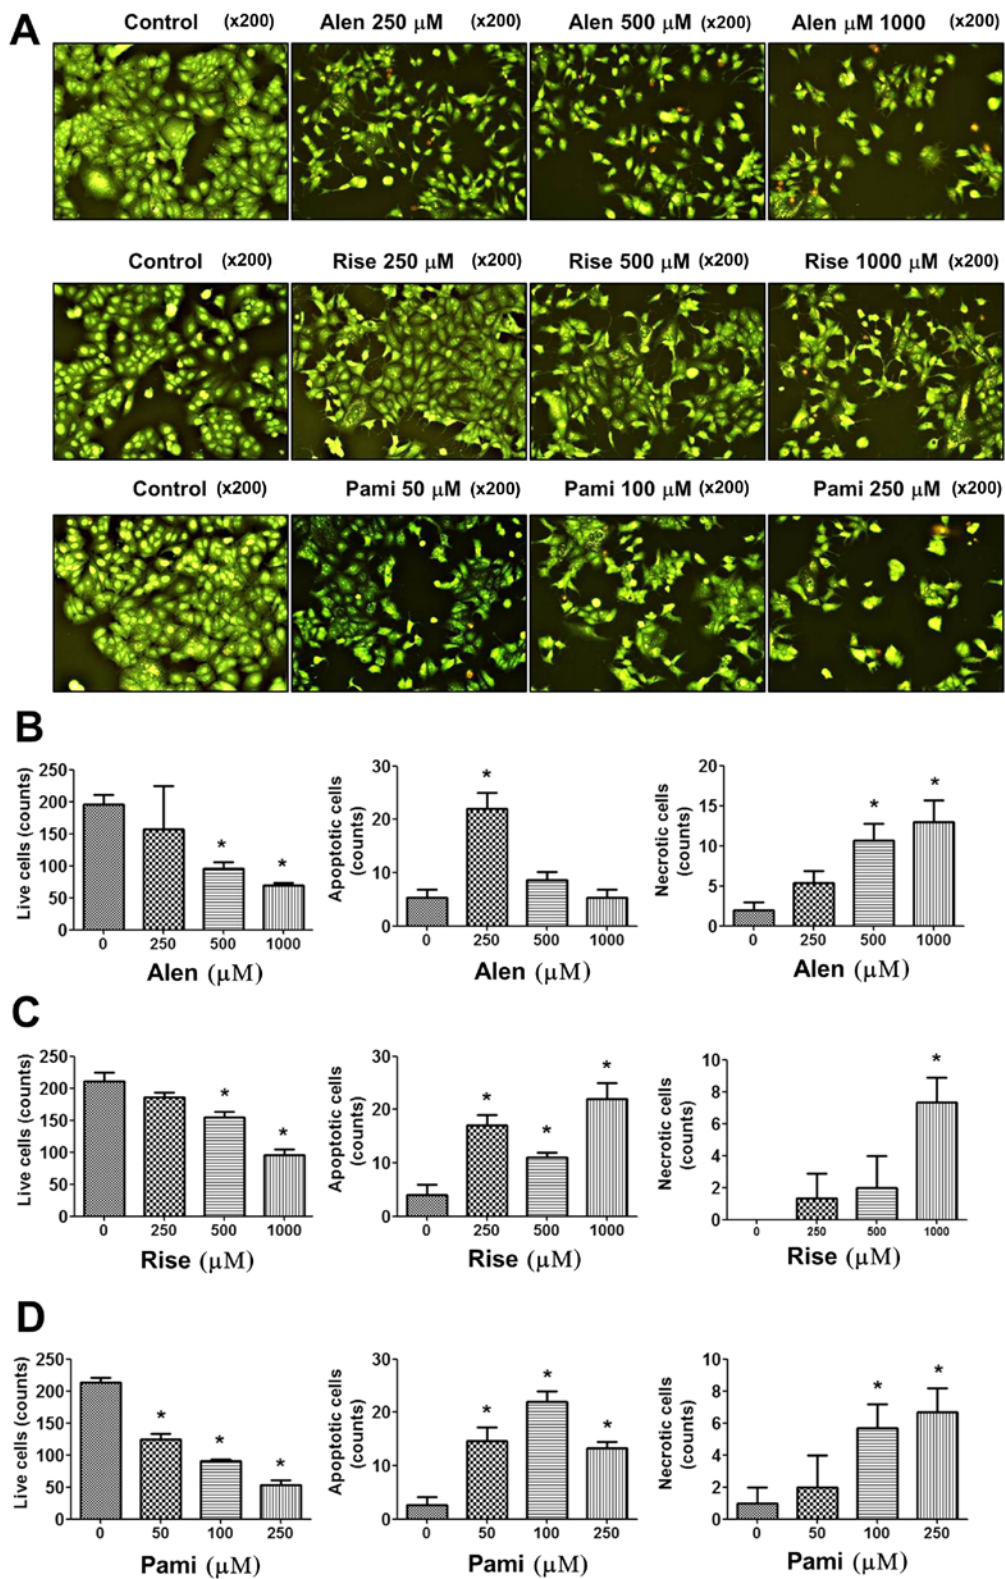 A
Control (x200) Alen 250 μM (x200) Alen 500 μM (x200) Alen μM 1000 (x200)
Control (x200) Rise 250 μM (x200) Rise 500 μM (x200) Rise 1000 μM (x200)
Control (x200) Pami 50 μM (x200) Pami 100 μM (x200) Pami 250 μM (x200)
B
Live cells (counts)
250
200
150
100
50
0
*
*
0 250 500 1000
Alen (μM)
Apoptotic cells
(counts)
30
20
10
0
*
0 250 500 1000
Alen (μM)
Necrotic cells
(counts)
20
15
10
5
0
*
*
0 250 500 1000
Alen (μM)
C
Live cells (counts)
250
200
150
100
50
0
*
*
0 250 500 1000
Rise (μM)
Apoptotic cells
(counts)
30
20
10
0
*
*
*
0 250 500 1000
Rise (μM)
Necrotic cells
(counts)
10
8
6
4
2
0
*
0 250 500 1000
Rise (μM)
D
Live cells (counts)
250
200
150
100
50
0
*
*
*
0 50 100 250
Pami (μM)
Apoptotic cells
(counts)
30
20
10
0
*
*
*
0 50 100 250
Pami (μM)
Necrotic cells
(counts)
10
8
6
4
2
0
*
*
0 50 100 250
Pami (μM)